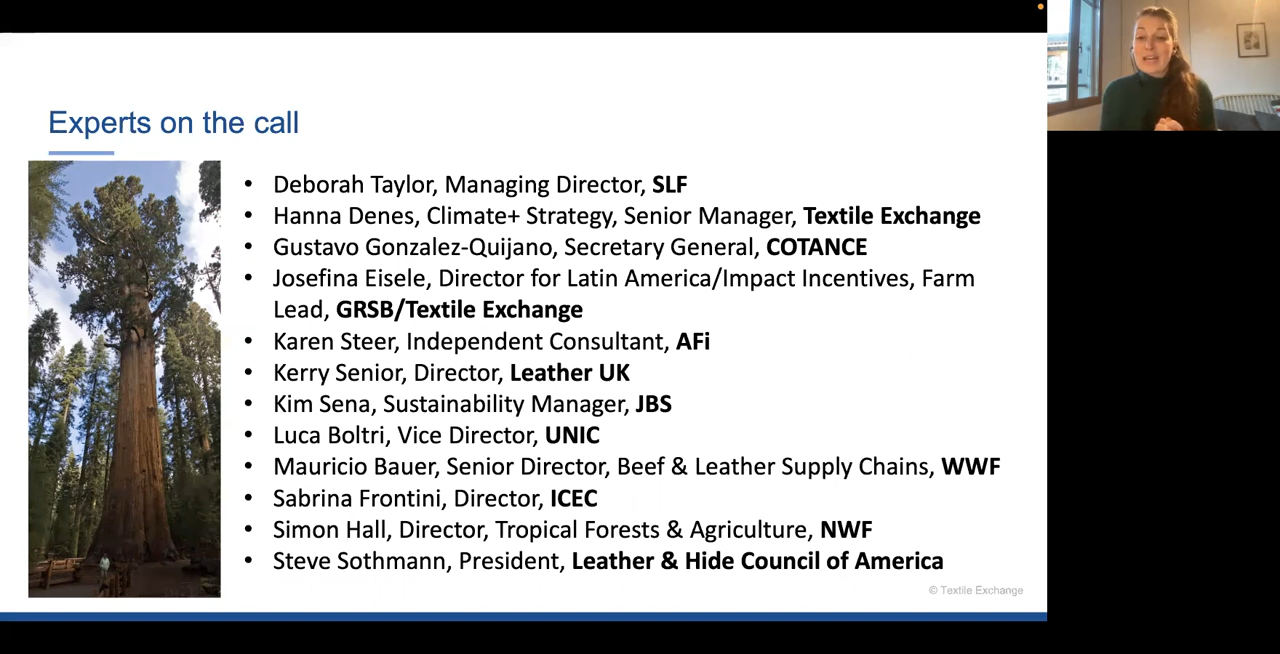 Experts on the call
• Deborah Taylor, Managing Director, SLF
• Hanna Denes, Climate+ Strategy, Senior Manager, Textile Exchange
• Gustavo Gonzalez-Quijano, Secretary General, COTANCE
• Josefina Eisele, Director for Latin America/Impact Incentives, Farm
Lead, GRSB/Textile Exchange
• Karen Steer, Independent Consultant, AFi
• Kerry Senior, Director, Leather UK
• Kim Sena, Sustainability Manager, JBS
• Luca Boltri, Vice Director, UNIC
• Mauricio Bauer, Senior Director, Beef & Leather Supply Chains, WWF
• Sabrina Frontini, Director, ICEC
• Simon Hall, Director, Tropical Forests & Agriculture, NWF
• Steve Sothmann, President, Leather & Hide Council of America
© Textile Exchange